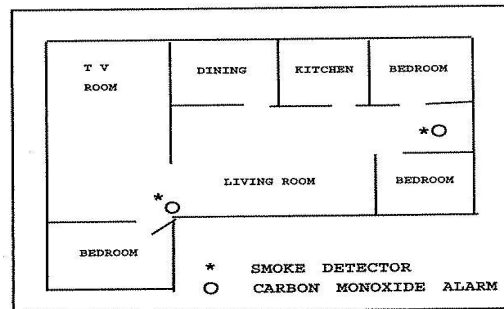 T V
ROOM
DINING
KITCHEN
BEDROOM
*
LIVING ROOM
BEDROOM
*
BEDROOM
* SMOKE DETECTOR
O CARBON MONOXIDE ALARM